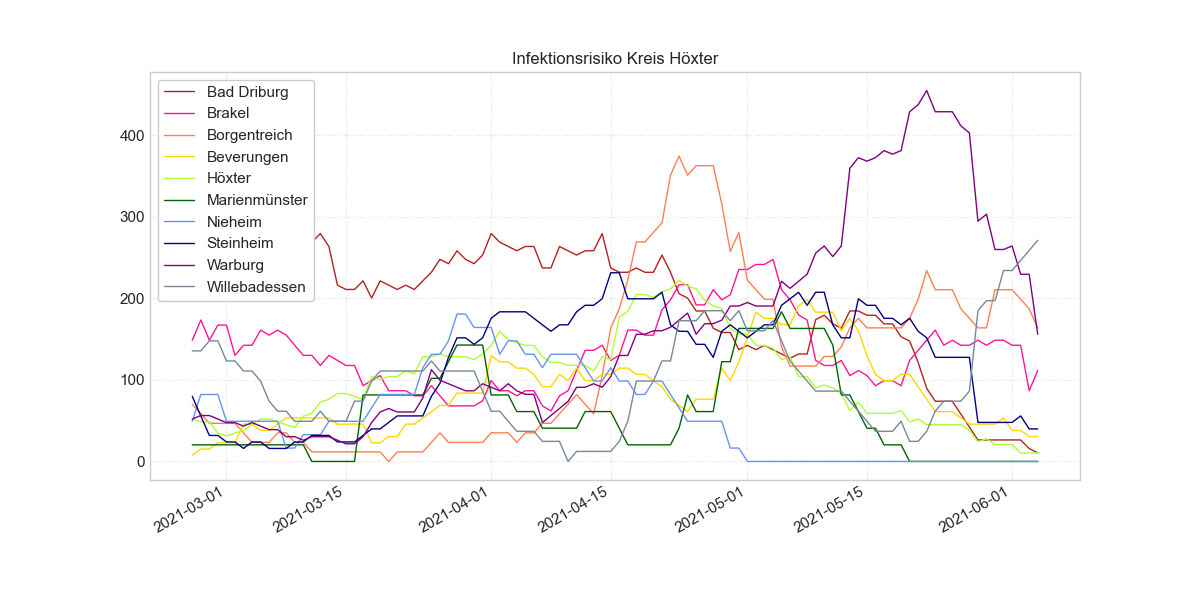 Infektionsrisiko Kreis Höxter
Bad Driburg
Brakel
Borgentreich
Beverungen
Höxter
Marienmünster
Nieheim
Steinheim
Warburg
Willebadessen
400
300
200
100
0
2021-03-01
2021-03-15
2021-04-01
2021-04-15
2021-05-01
2021-05-15
2021-06-01